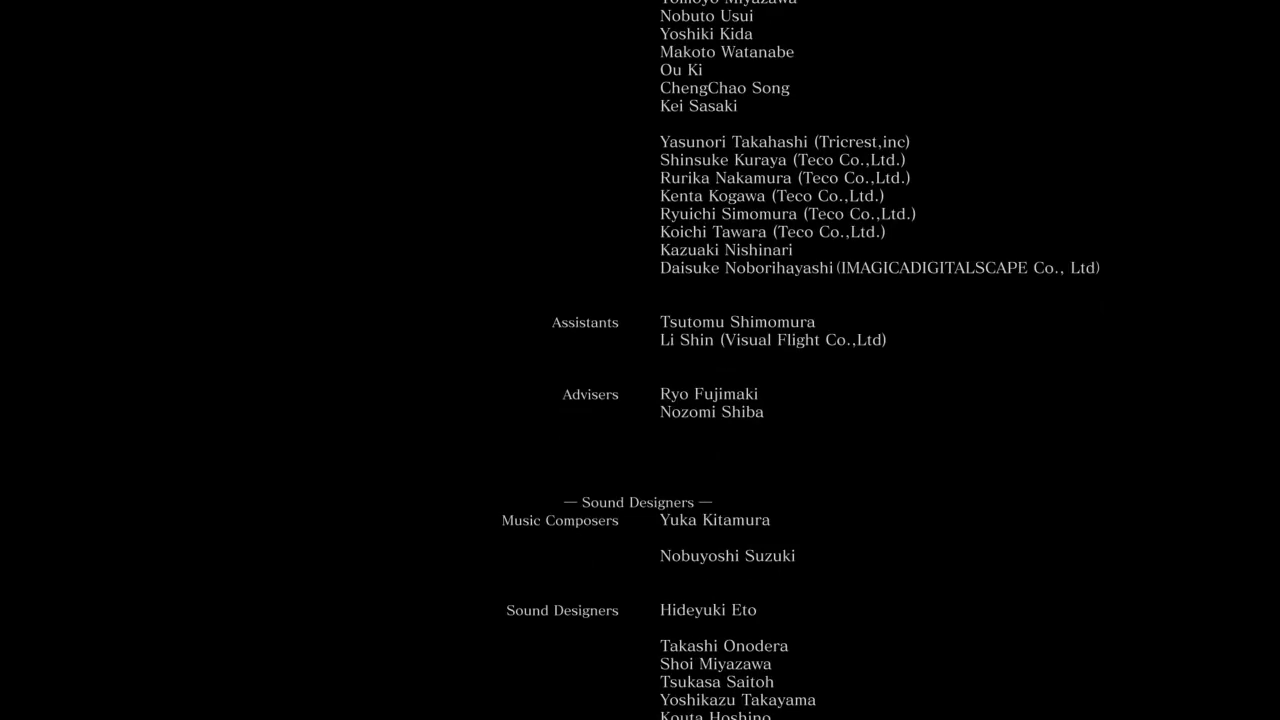 Tomoyo Miyazawa
Nobuto Usui
Yoshiki Kida
Makoto Watanabe
Ou Ki
ChengChao Song
Kei Sasaki
Yasunori Takahashi (Tricrest,inc)
Shinsuke Kuraya (Teco Co.,Ltd.)
Rurika Nakamura (Teco Co.,Ltd.)
Kenta Kogawa (Teco Co.,Ltd.)
Ryuichi Simomura (Teco Co.,Ltd.)
Koichi Tawara (Teco Co.,Ltd.)
Kazuaki Nishinari
Daisuke Noborihayashi(IMAGICADIGITALSCAPE Co., Ltd)
Assistants Tsutomu Shimomura
Li Shin (Visual Flight Co.,Ltd)
Advisers Ryo Fujimaki
Nozomi Shiba
— Sound Designers —
Music Composers Yuka Kitamura
Nobuyoshi Suzuki
Sound Designers Hideyuki Eto
Takashi Onodera
Shoi Miyazawa
Tsukasa Saitoh
Yoshikazu Takayama
Kouta Hoshino